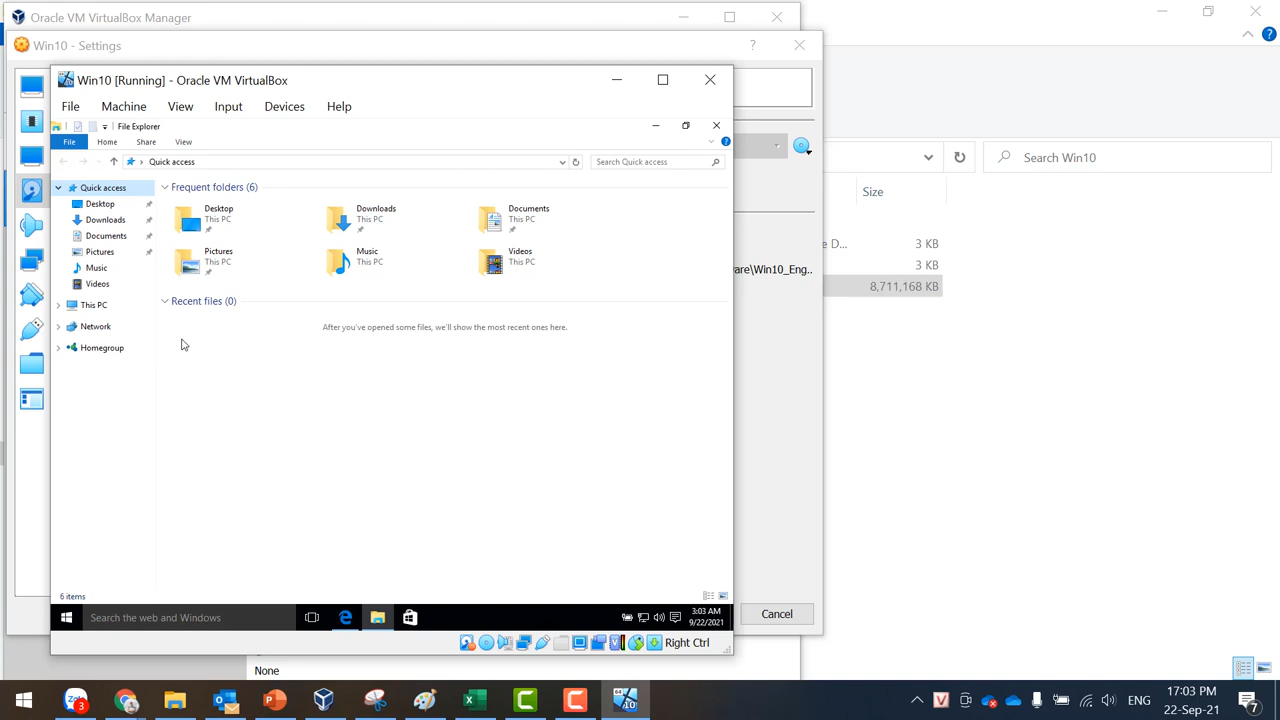 Oracle VM VirtualBox Manager
Win10 - Settings
?
Win10 [Running] - Oracle VM VirtualBox
File Machine View Input Devices Help
File Explorer
File Home Share View
Quick access
Search Quick access
Search Win10
Size
Quick access
Desktop
Downloads
Documents
Pictures
Music
Videos
This PC
Network
Homegroup
Frequent folders (6)
Desktop
This PC
Downloads
This PC
Documents
This PC
Pictures
This PC
Music
This PC
Videos
This PC
Recent files (0)
After you've opened some files, we'll show the most recent ones here.
e D... 3 KB
3 KB
8,711,168 KB
are\Win10_Eng..
6 items
Search the web and Windows
3:03 AM
9/22/2021
Cancel
Right Ctrl
None
ENG
17:03 PM
22-Sep-21
7
3